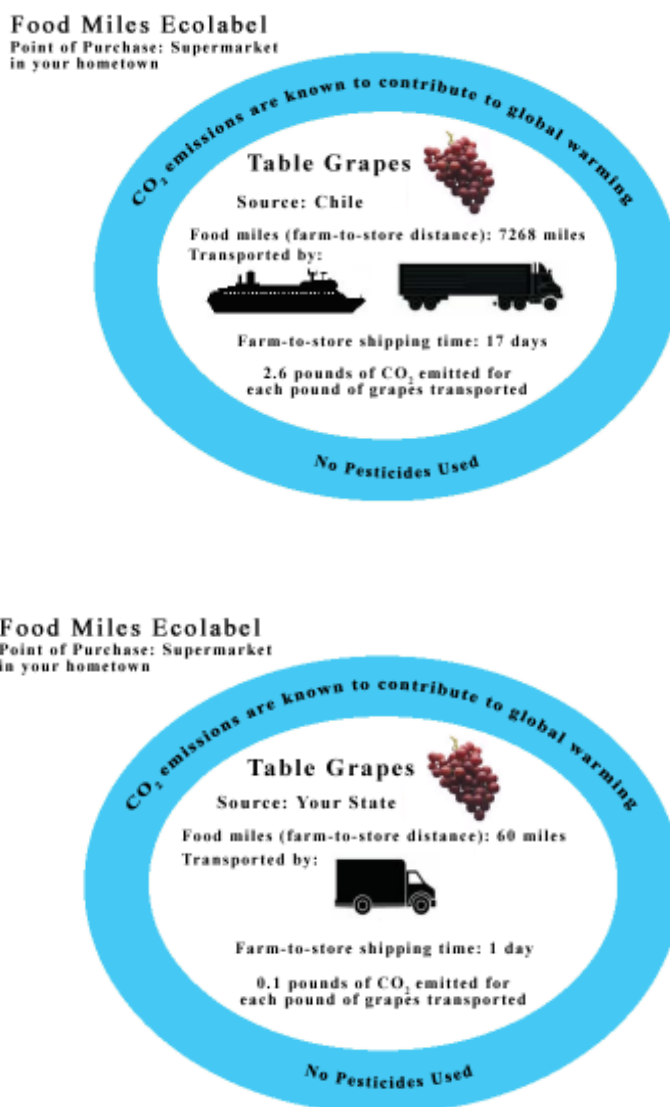 Food Miles Ecolabel
Point of Purchase: Supermarket
in your hometown
CO₂ emissions are known to contribute to global warming
Table Grapes
Source: Chile
Food miles (farm-to-store distance): 7268 miles
Transported by:
Farm-to-store shipping time: 17 days
2.6 pounds of CO₂ emitted for
each pound of grapes transported
No Pesticides Used
Food Miles Ecolabel
Point of Purchase: Supermarket
in your hometown
CO₂ emissions are known to contribute to global warming
Table Grapes
Source: Your State
Food miles (farm-to-store distance): 60 miles
Transported by:
Farm-to-store shipping time: 1 day
0.1 pounds of CO₂ emitted for
each pound of grapes transported
No Pesticides Used